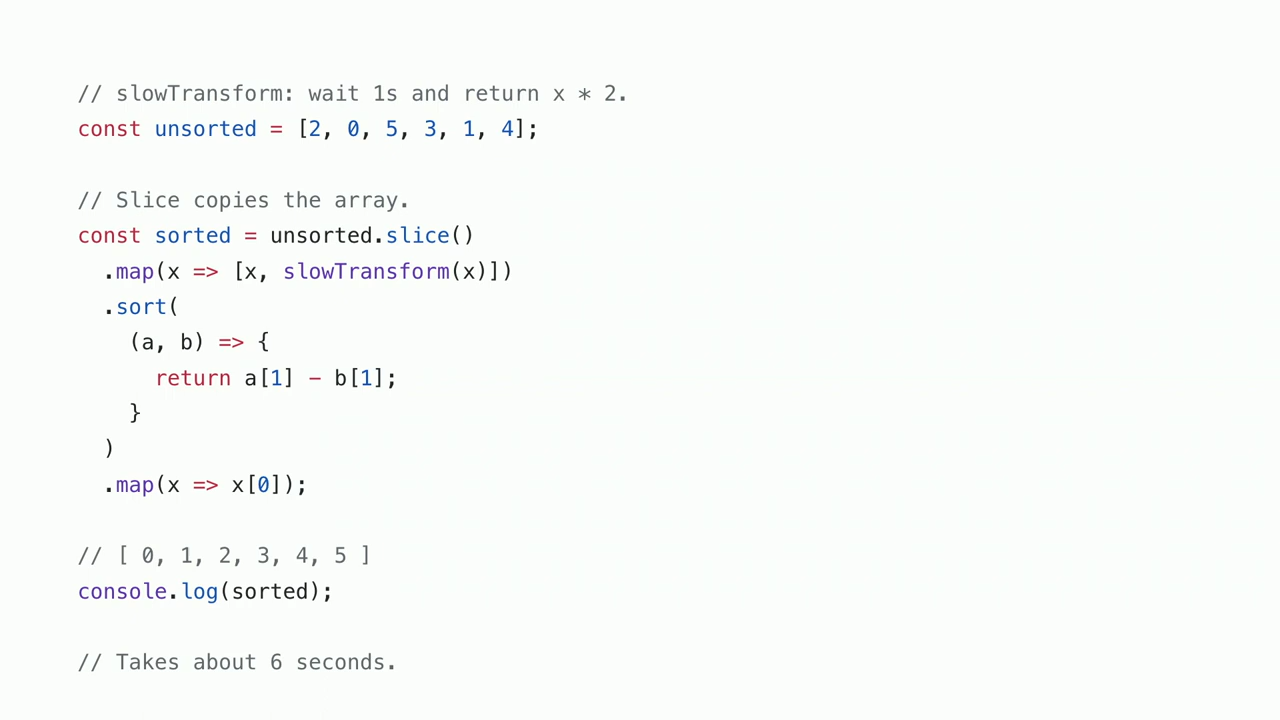 // slowTransform: wait 1s and return x * 2.
const unsorted = [2, 0, 5, 3, 1, 4];
// Slice copies the array.
const sorted = unsorted.slice()
  .map(x => [x, slowTransform(x)])
  .sort(
    (a, b) => {
      return a[1] - b[1];
    }
  )
  .map(x => x[0]);
// [ 0, 1, 2, 3, 4, 5 ]
console.log(sorted);
// Takes about 6 seconds.